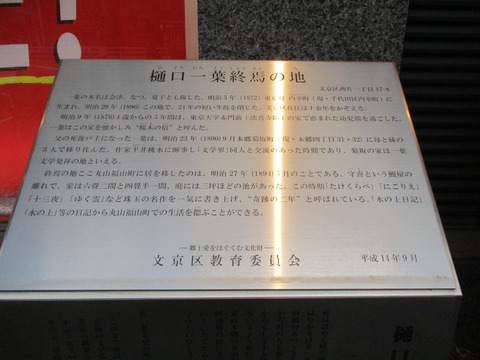 樋口一葉終焉の地
文京区西片一丁目17-8
一葉の本名は奈津。なつ、夏子とも称した。明治5年(1872)東京府内幸町(現・千代田区内幸町)に
生まれ、明治29年(1896)この地で、24年の短い生涯を閉じた。文京区在住は十余年をかぞえる。
明治9年(1876)からの5年間は、東京大学赤門前(法真寺隣)の家で恵まれた幼児期を過ごした。
一葉はこの家を懐かしみ“桜木の宿”と呼んだ。
父の死後戸主になった一葉は、明治23年(1890)9月本郷菊坂町(現・本郷四丁目31・32)に母と妹の
3人で移り住んだ。作家半井桃水に師事し「文学界」同人と交流のあった時期であり、菊坂の家は一葉
文学発祥の地といえる。
終焉の地ここ丸山福山町に居を移したのは、明治27年(1894)5月のことである。守喜という鰻屋の
離れで、家は六畳二間と四畳半一間、庭には三坪ほどの池があった。この時期「たけくらべ」「にごりえ」
「十三夜」「ゆく雲」など珠玉の名作を一気に書き上げ、“奇跡の二年”と呼ばれている。「水の上日記」
「水の上」等の日記から丸山福山町での生活を偲ぶことができる。
―郷土愛をはぐくむ文化財―
文京区教育委員会
平成14年9月
樋